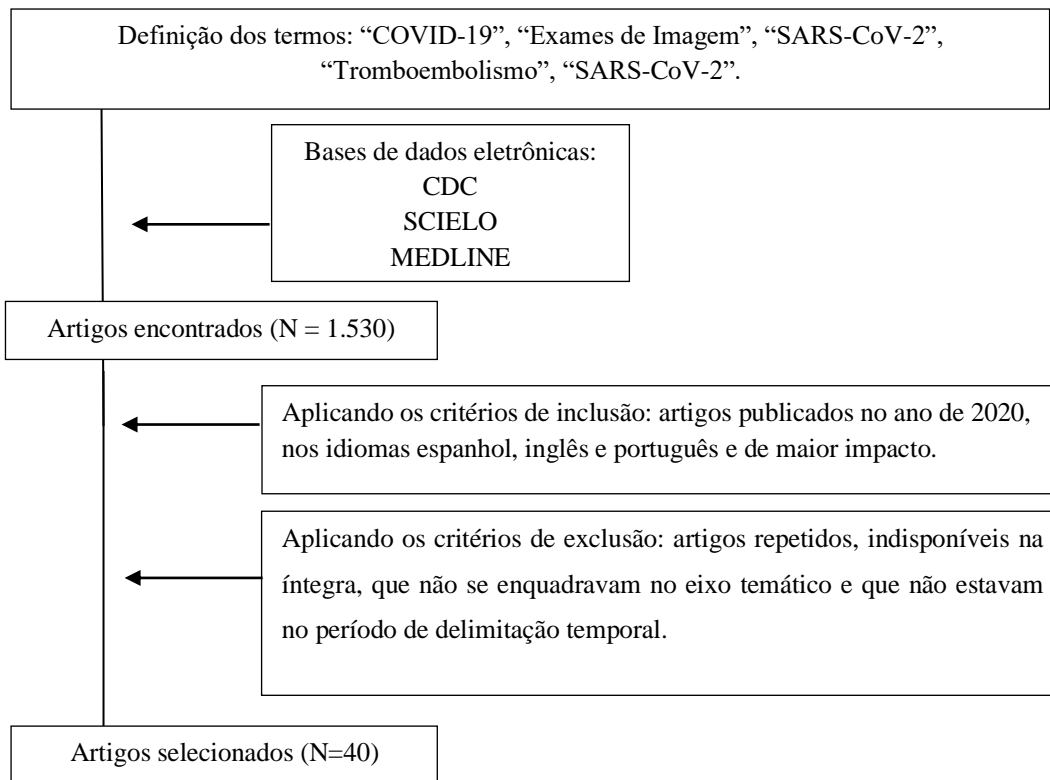 Definição dos termos: “COVID-19”, “Exames de Imagem”, “SARS-CoV-2”,
“Tromboembolismo”, “SARS-CoV-2”.
Bases de dados eletrônicas:
CDC
SCIELO
MEDLINE
Artigos encontrados (N = 1.530)
Aplicando os critérios de inclusão: artigos publicados no ano de 2020,
nos idiomas espanhol, inglês e português e de maior impacto.
Aplicando os critérios de exclusão: artigos repetidos, indisponíveis na
íntegra, que não se enquadravam no eixo temático e que não estavam
no período de delimitação temporal.
Artigos selecionados (N=40)